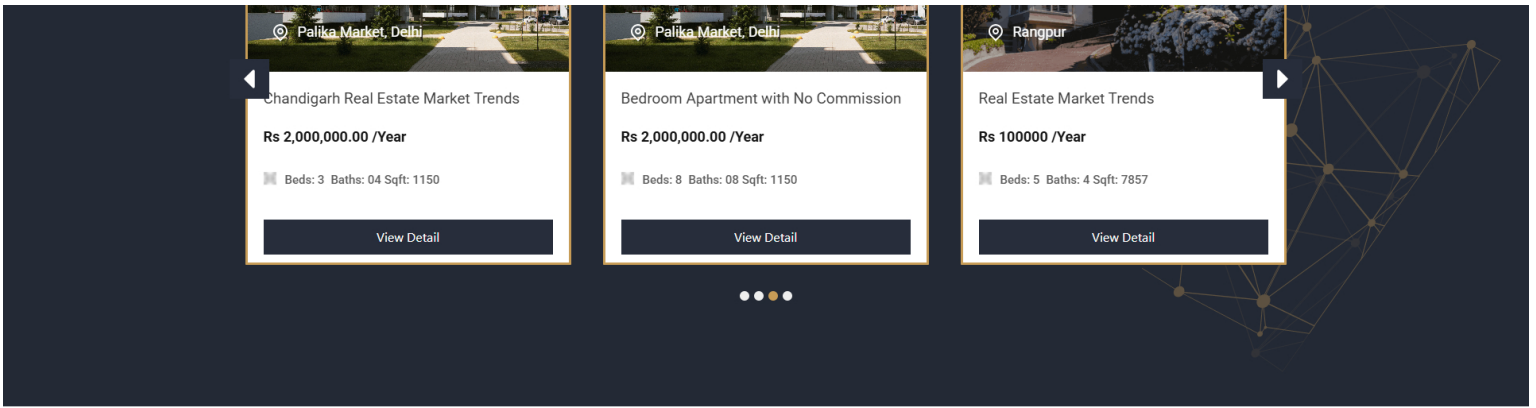 Palika Market, Delhi
Chandigarh Real Estate Market Trends
Rs 2,000,000.00 /Year
Beds: 3 Baths: 04 Sqft: 1150
View Detail
Palika Market, Delhi
Bedroom Apartment with No Commission
Rs 2,000,000.00 /Year
Beds: 8 Baths: 08 Sqft: 1150
View Detail
Rangpur
Real Estate Market Trends
Rs 100000 /Year
Beds: 5 Baths: 4 Sqft: 7857
View Detail